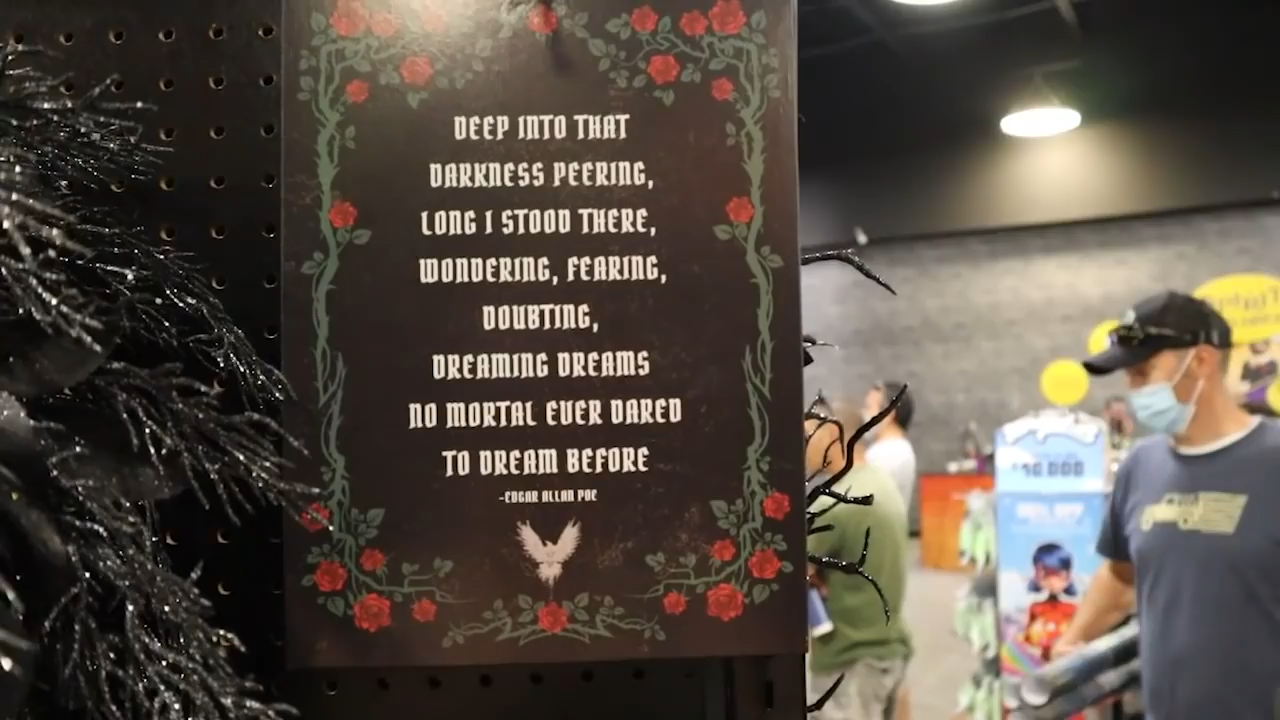 DEEP INTO THAT
DARKNESS PEERING,
LONG I STOOD THERE,
WONDERING, FEARING,
DOUBTING,
DREAMING DREAMS
NO MORTAL EVER DARED
TO DREAM BEFORE
-EDGAR ALLAN POE